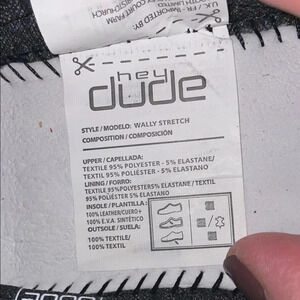 hey
dude
STYLE / MODELO: WALLY STRETCH
COMPOSITION / COMPOSICIÓN
UPPER / CAPELLADA:
TEXTILE 95% POLYESTER - 5% ELASTANE/
TEXTIL 95% POLIÉSTER - 5% ELASTANO
LINING / FORRO:
TEXTILE 95%POLYESTER5% ELASTANE / TEXTIL
95% POLIÉSTER 5% ELASTANO
INSOLE / PLANTILLA:
100% LEATHER/CUERO +
100% E.V.A. SINTÉTICO
OUTSOLE / SUELA:
100% TEXTILE/
100% TEXTIL